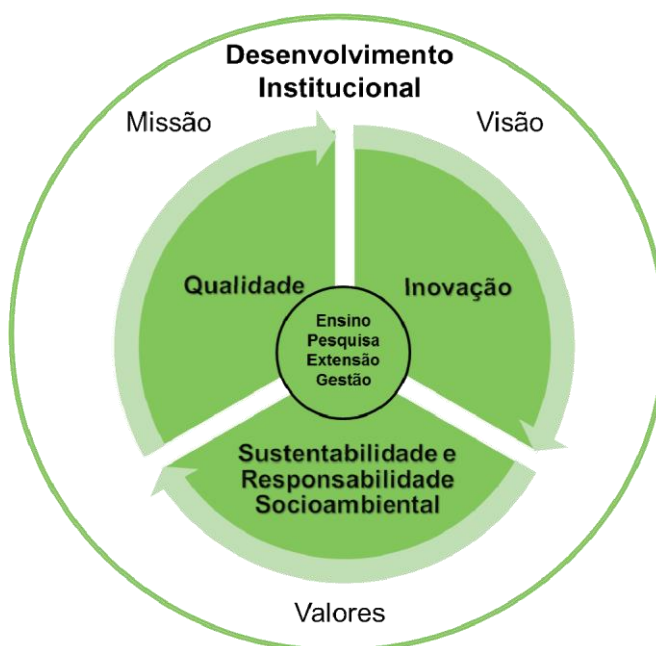 Desenvolvimento
Institucional
Missão
Visão
Qualidade
Inovação
Ensino
Pesquisa
Extensão
Gestão
Sustentabilidade e
Responsabilidade
Socioambiental
Valores